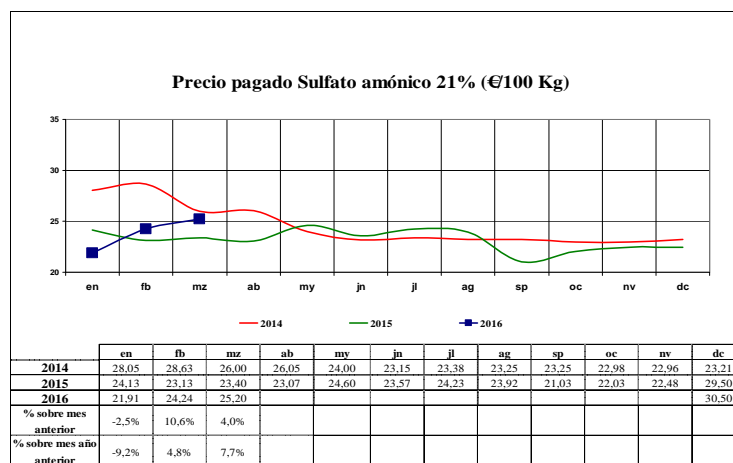 Precio pagado Sulfato amónico 21% (€/100 Kg)
35
30
25
20
en fb mz ab my jn jl ag sp oc nv dc
2014 2015 2016
en fb mz ab my jn jl ag sp oc nv dc
2014 28,05 28,63 26,00 26,05 24,00 23,15 23,38 23,25 23,25 22,98 22,96 23,21
2015 24,13 23,13 23,40 23,07 24,60 23,57 24,23 23,92 21,03 22,03 22,48 29,50
2016 21,91 24,24 25,20 30,50
% sobre mes
anterior -2,5% 10,6% 4,0%
% sobre mes año
anterior -9,2% 4,8% 7,7%